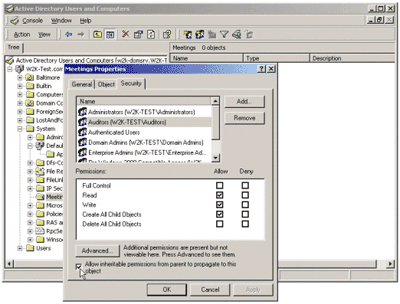 Active Directory Users and Computers
Console Window Help
Action View
Tree
Meetings 0 objects
Name Type Description
Active Directory Users and Computers [w2k-domsrv.W2K-T
W2K-Test.com
Baltimore
Builtin
Computers
Domain Co
ForeignSec
LostAndFo
System
Admin
Defau
Ap
Dfs-C
File Re
FileLin
IP Sec
Meetin
Micros
Policie
RAS ar
RpcSe
Winso
Users
Meetings Properties
General Object Security
Name
Administrators (W2K-TEST\Administrators)
Auditors (W2K-TEST\Auditors)
Authenticated Users
Domain Admins (W2K-TEST\Domain Admins)
Enterprise Admins (W2K-TEST\Enterprise Ad...
Add...
Remove
Permissions: Allow Deny
Full Control
Read
Write
Create All Child Objects
Delete All Child Objects
Advanced...
Additional permissions are present but not
viewable here. Press Advanced to see them.
Allow inheritable permissions from parent to propagate to this
object
OK Cancel Apply